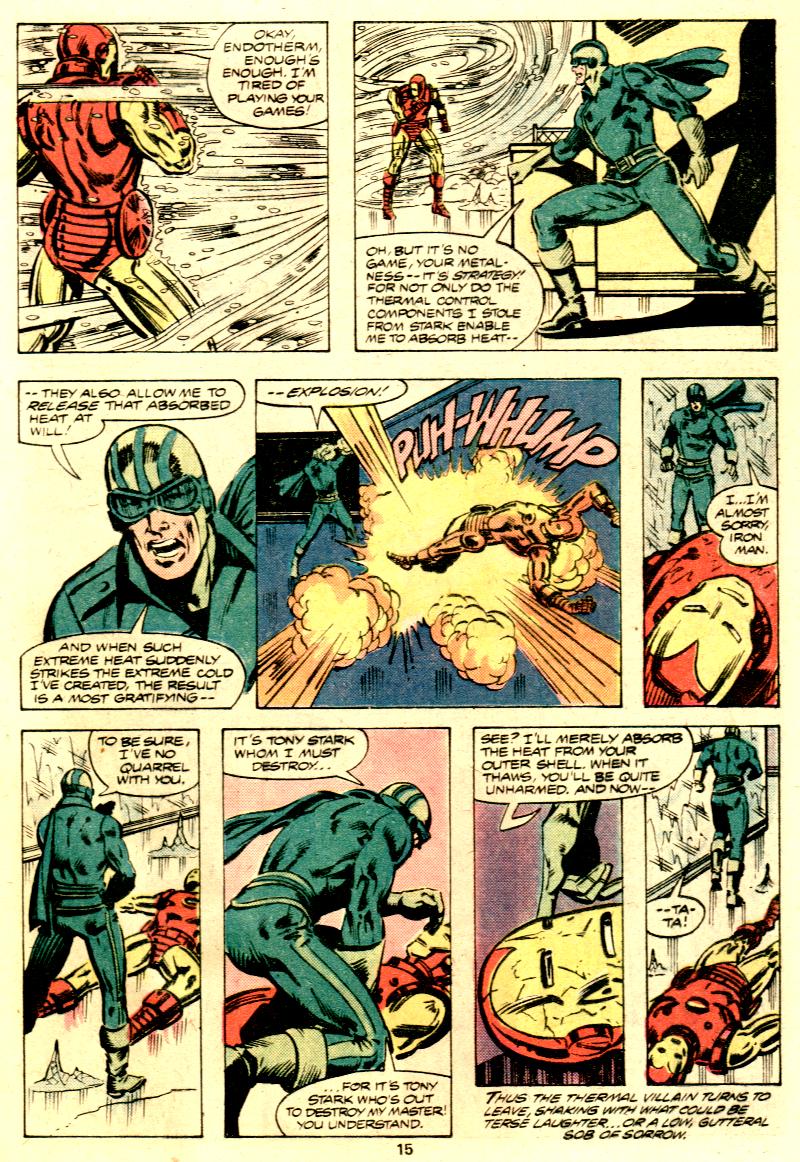 OKAY,
ENDOTHERM,
ENOUGH'S
ENOUGH. I'M
TIRED OF
PLAYING YOUR
GAMES!
OH, BUT IT'S NO
GAME, YOUR METAL-
NESS -- IT'S STRATEGY!
FOR NOT ONLY DO THE
THERMAL CONTROL
COMPONENTS I STOLE
FROM STARK ENABLE
ME TO ABSORB HEAT--
-- THEY ALSO ALLOW ME TO
RELEASE THAT ABSORBED
HEAT AT
WILL!
AND WHEN SUCH
EXTREME HEAT SUDDENLY
STRIKES THE EXTREME COLD
I'VE CREATED, THE RESULT
IS A MOST GRATIFYING --
-- EXPLOSION!
PUH-WHUMP
I...I'M
ALMOST
SORRY,
IRON
MAN.
TO BE SURE,
I'VE NO
QUARREL
WITH YOU.
IT'S TONY STARK
WHOM I MUST
DESTROY...
...FOR IT'S TONY
STARK WHO'S OUT
TO DESTROY MY MASTER!
YOU UNDERSTAND.
SEE? I'LL MERELY ABSORB
THE HEAT FROM YOUR
OUTER SHELL. WHEN IT
THAWS, YOU'LL BE QUITE
UNHARMED. AND NOW--
--TA-
TA!
THUS THE THERMAL VILLAIN TURNS TO
LEAVE, SHAKING WITH WHAT COULD BE
TERSE LAUGHTER... OR A LOW, GUTTERAL
SOB OF SORROW.
15